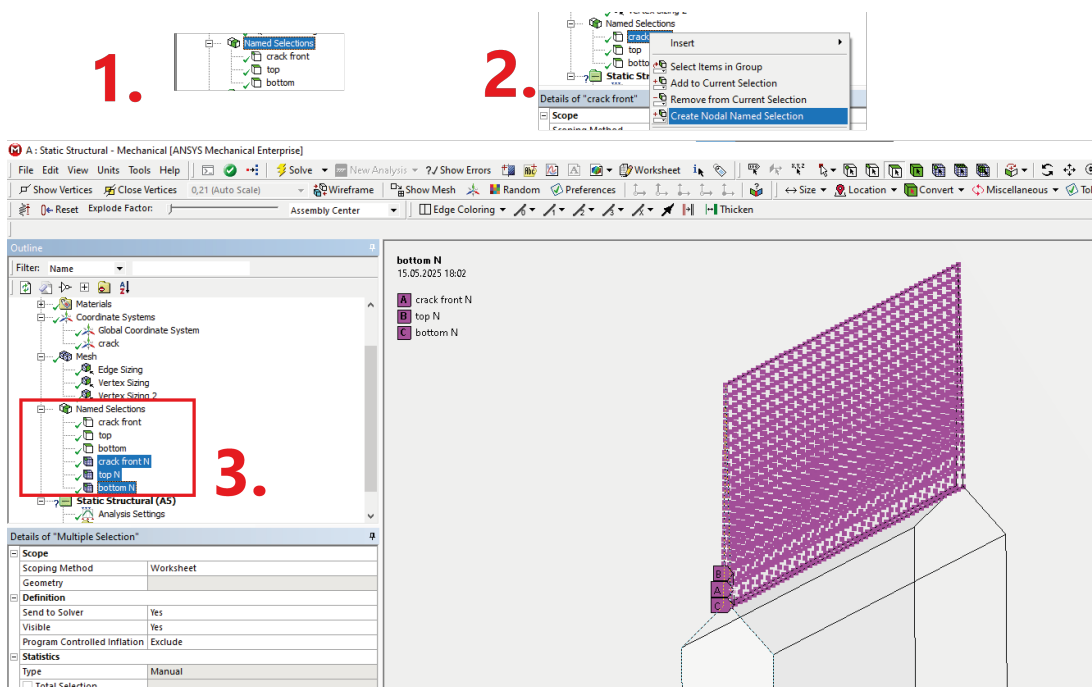 1.
Named Selections
crack front
top
bottom
2.
Named Selections
crack
top
botto
Static Str
Insert
Select Items in Group
Add to Current Selection
Remove from Current Selection
Create Nodal Named Selection
Details of "crack front"
Scope
A : Static Structural - Mechanical [ANSYS Mechanical Enterprise]
File Edit View Units Tools Help Solve New Analysis ?/ Show Errors Worksheet
Show Vertices Close Vertices 0,21 (Auto Scale) Wireframe Show Mesh Random Preferences Size Location Convert Miscellaneous Tol
Reset Explode Factor: Assembly Center Edge Coloring Thicken
Outline
Filter: Name
Materials
Coordinate Systems
Global Coordinate System
crack
Mesh
Edge Sizing
Vertex Sizing
Vertex Sizing 2
Named Selections
crack front
top
bottom
crack front N
top N
bottom N
Static Structural (A5)
Analysis Settings
3.
Details of "Multiple Selection"
Scope
Scoping Method Worksheet
Geometry
Definition
Send to Solver Yes
Visible Yes
Program Controlled Inflation Exclude
Statistics
Type Manual
Total Selection
bottom N
15.05.2025 18:02
A crack front N
B top N
C bottom N
B
A
C